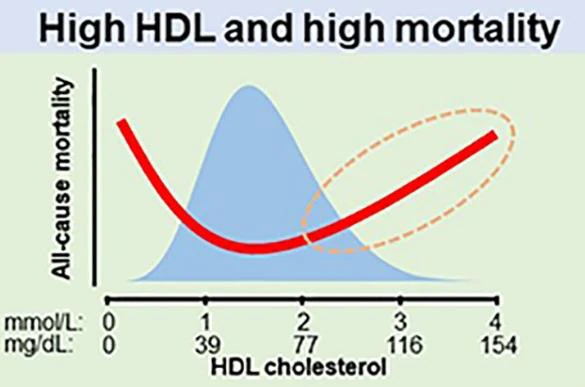 High HDL and high mortality
All-cause mortality
mmol/L: 0 1 2 3 4
mg/dL: 0 39 77 116 154
HDL cholesterol